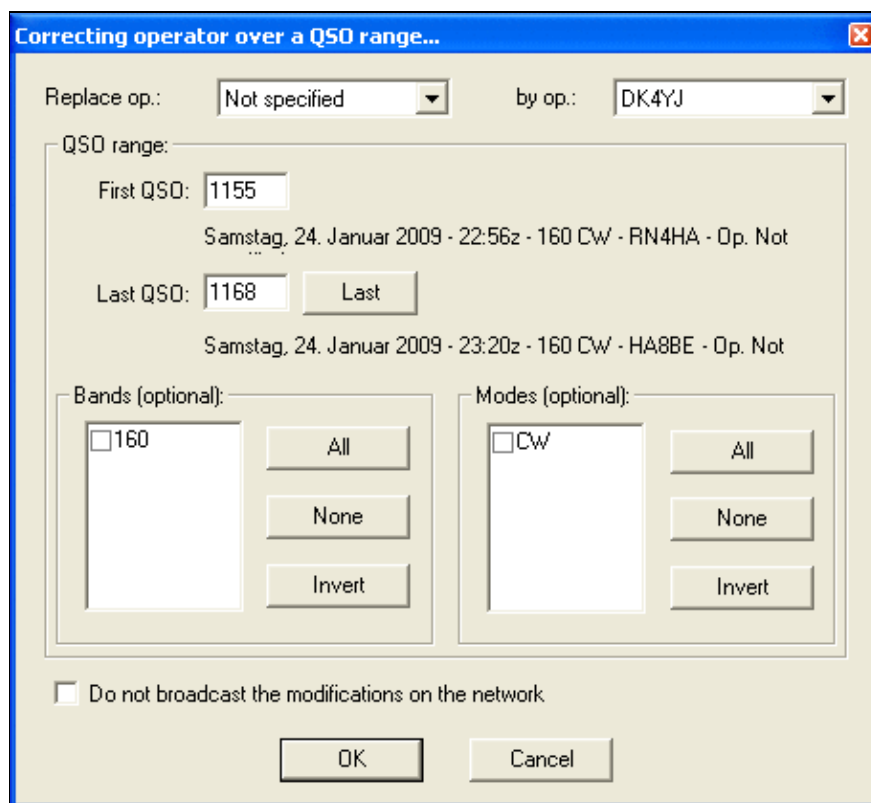 Correcting operator over a QSO range...
Replace op.: Not specified by op.: DK4YJ
QSO range:
First QSO: 1155
Samstag, 24. Januar 2009 - 22:56z - 160 CW - RN4HA - Op. Not
Last QSO: 1168 Last
Samstag, 24. Januar 2009 - 23:20z - 160 CW - HA8BE - Op. Not
Bands (optional): Modes (optional):
160 All CW All
None None
Invert Invert
Do not broadcast the modifications on the network
OK Cancel